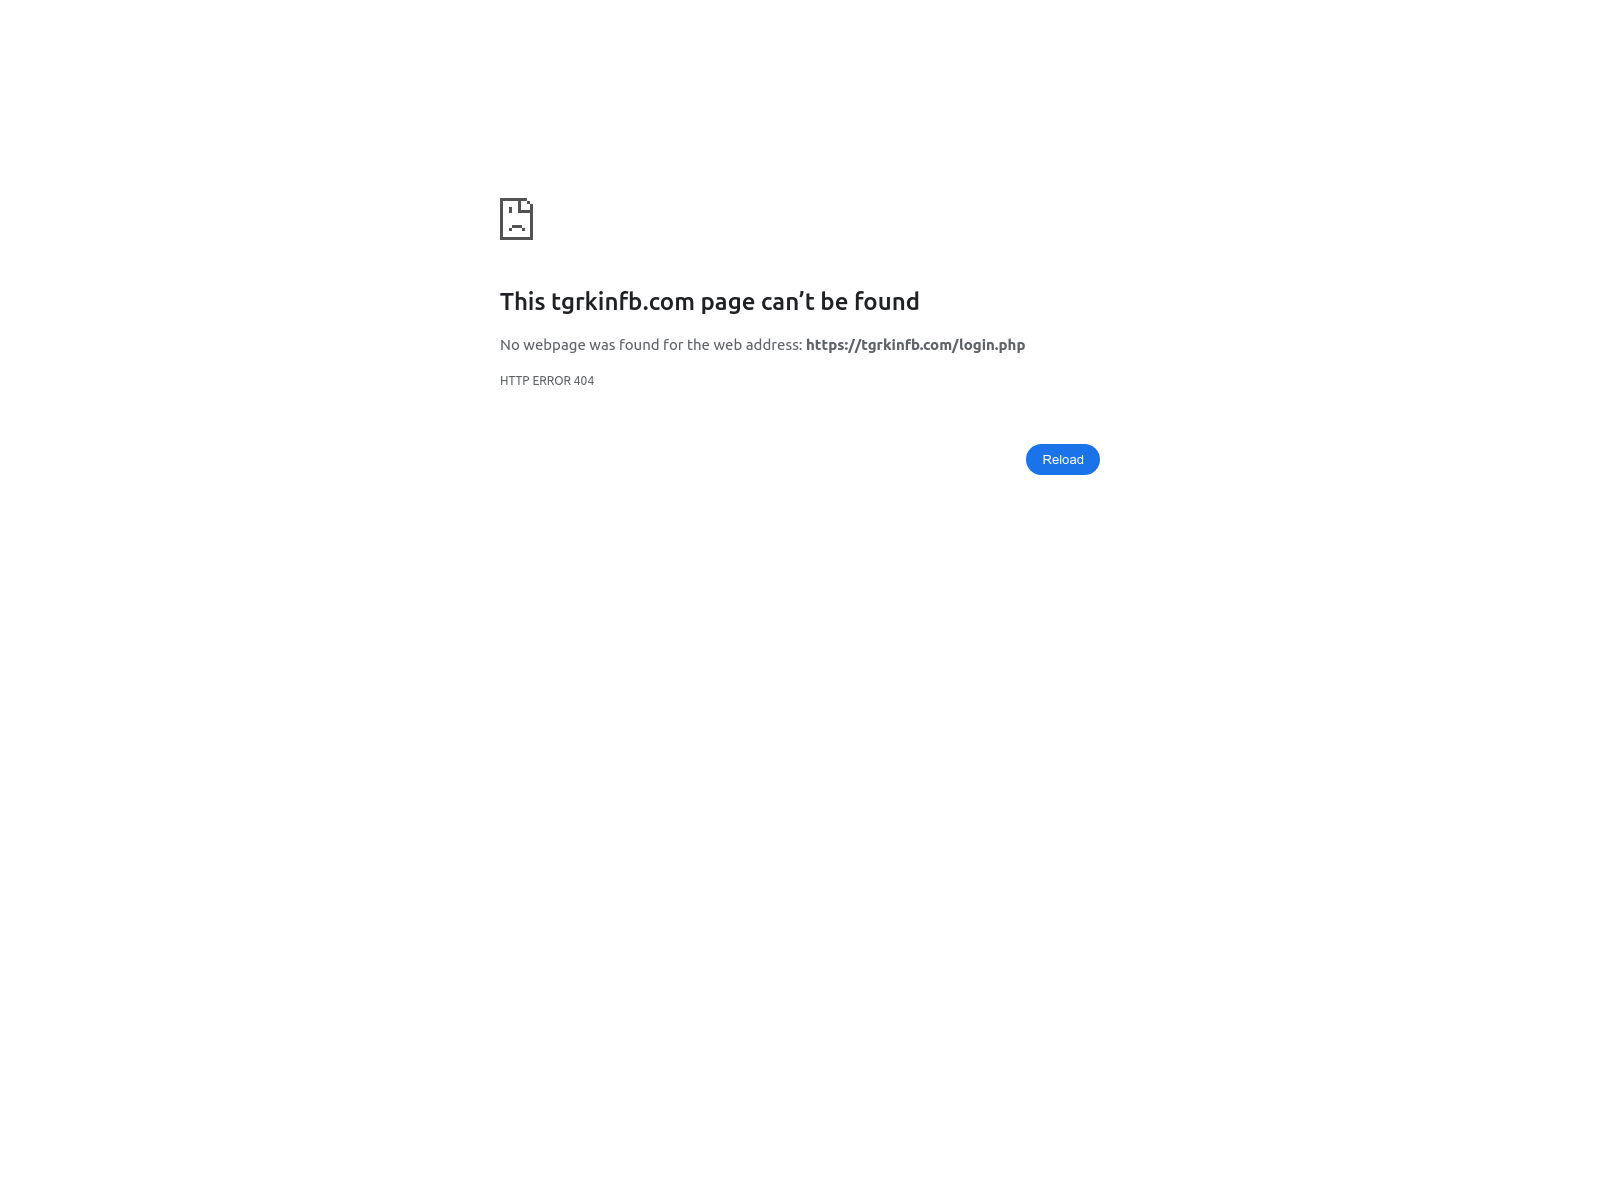 This tgrkinfb.com page can’t be found
No webpage was found for the web address: https://tgrkinfb.com/login.php
HTTP ERROR 404
Reload